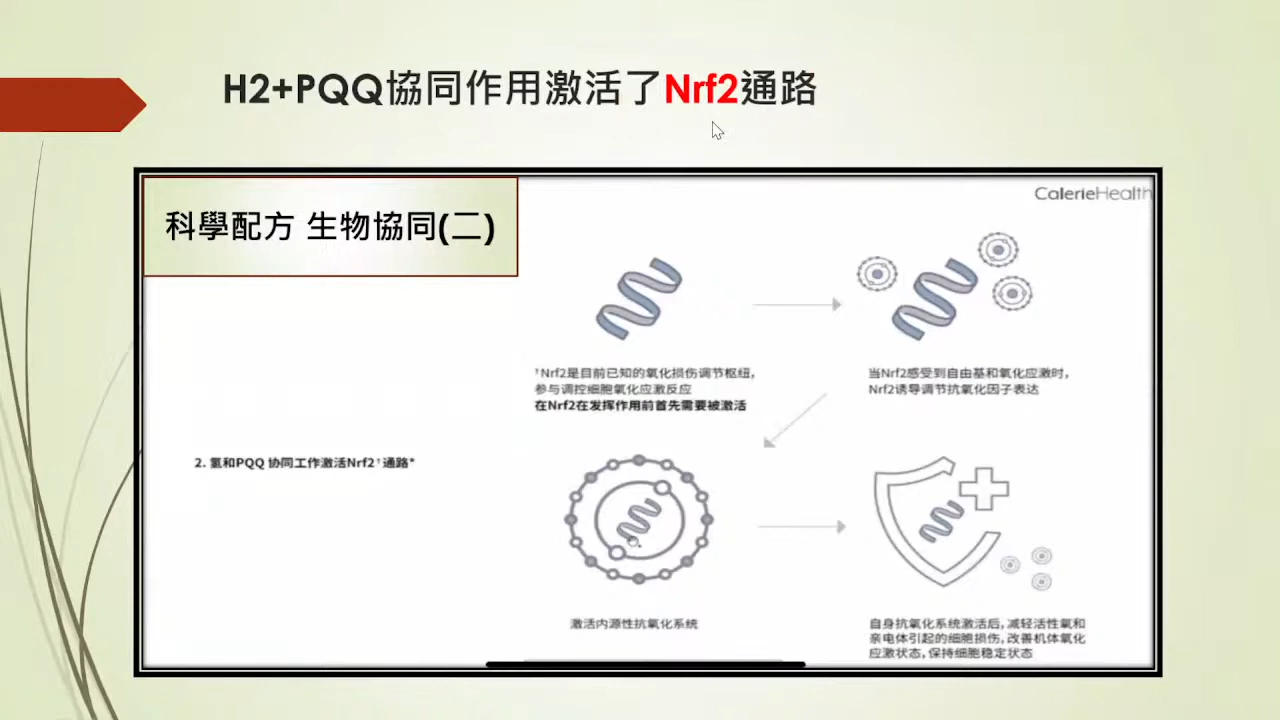 H2+PQQ協同作用激活了Nrf2通路
科學配方 生物協同(二)
CalerieHealth
†Nrf2是目前已知的氧化损伤调节枢纽，
参与调控细胞氧化应激反应
在Nrf2在发挥作用前首先需要被激活
当Nrf2感受到自由基和氧化应激时，
Nrf2诱导调节抗氧化因子表达
2. 氢和PQQ 协同工作激活Nrf2†通路*
激活内源性抗氧化系统
自身抗氧化系统激活后，减轻活性氧和
亲电体引起的细胞损伤，改善机体氧化
应激状态，保持细胞稳定状态